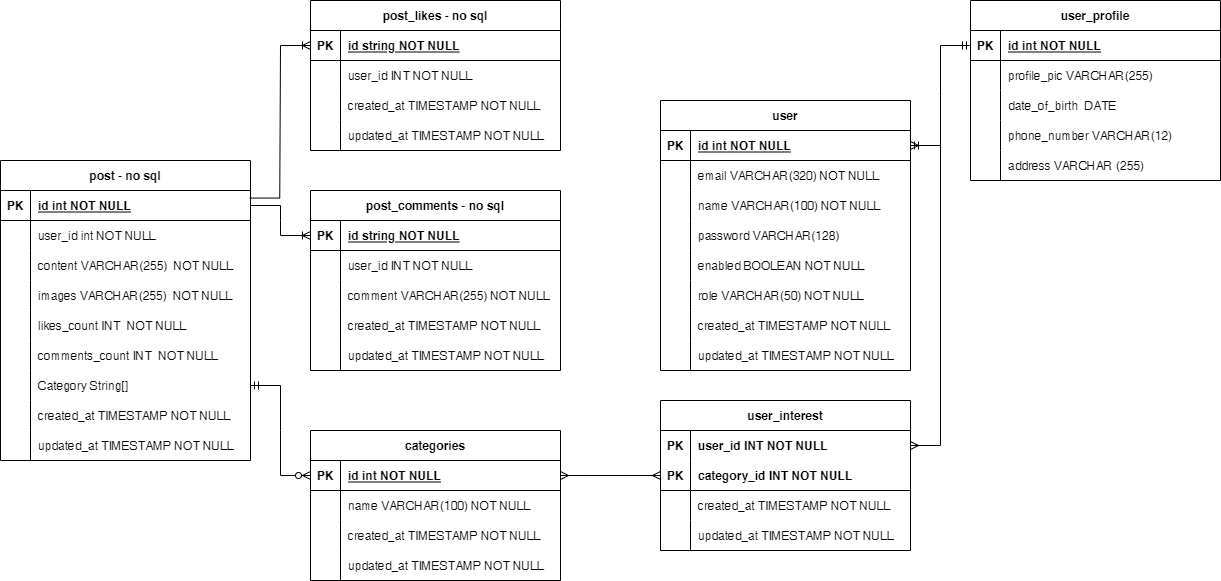 post_likes - no sql
PK id string NOT NULL
user_id INT NOT NULL
created_at TIMESTAMP NOT NULL
updated_at TIMESTAMP NOT NULL
user_profile
PK id int NOT NULL
profile_pic VARCHAR(255)
date_of_birth  DATE
phone_number VARCHAR(12)
address VARCHAR (255)
user
PK id int NOT NULL
email VARCHAR(320) NOT NULL
name VARCHAR(100) NOT NULL
password VARCHAR(128)
enabled BOOLEAN NOT NULL
role VARCHAR(50) NOT NULL
created_at TIMESTAMP NOT NULL
updated_at TIMESTAMP NOT NULL
post - no sql
PK id int NOT NULL
user_id int NOT NULL
content VARCHAR(255)  NOT NULL
images VARCHAR(255)  NOT NULL
likes_count INT  NOT NULL
comments_count INT  NOT NULL
Category String[]
created_at TIMESTAMP NOT NULL
updated_at TIMESTAMP NOT NULL
post_comments - no sql
PK id string NOT NULL
user_id INT NOT NULL
comment VARCHAR(255) NOT NULL
created_at TIMESTAMP NOT NULL
updated_at TIMESTAMP NOT NULL
categories
PK id int NOT NULL
name VARCHAR(100) NOT NULL
created_at TIMESTAMP NOT NULL
updated_at TIMESTAMP NOT NULL
user_interest
PK user_id INT NOT NULL
PK category_id INT NOT NULL
created_at TIMESTAMP NOT NULL
updated_at TIMESTAMP NOT NULL